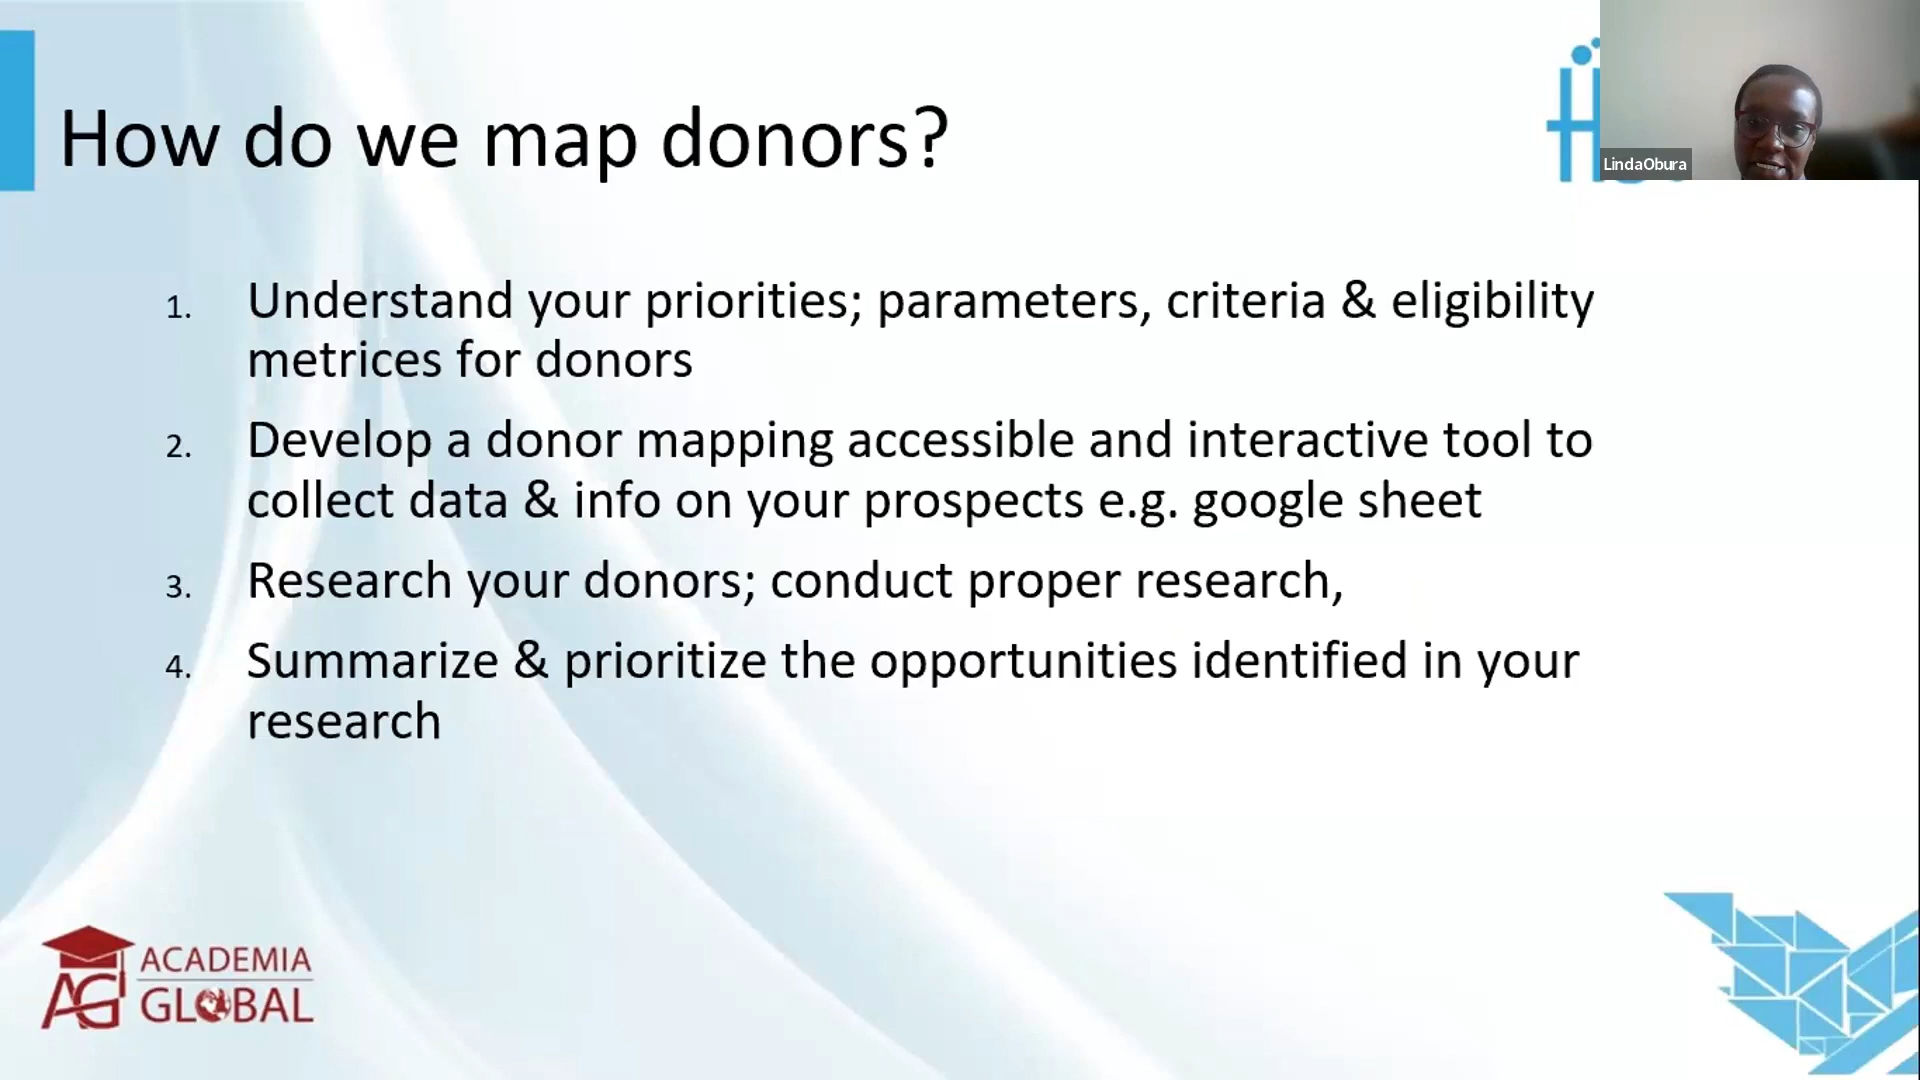 How do we map donors?
LindaObura
1. Understand your priorities; parameters, criteria & eligibility
metrices for donors
2. Develop a donor mapping accessible and interactive tool to
collect data & info on your prospects e.g. google sheet
3. Research your donors; conduct proper research,
4. Summarize & prioritize the opportunities identified in your
research
AG ACADEMIA
GLOBAL